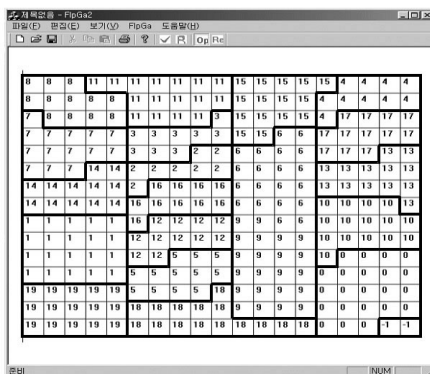 제목없음 - FlpGa2
파일(F) 편집(E) 보기(V) FlpGa 도움말(H)
R Op Re
8 8 8 11 11 11 11 11 11 11 15 15 15 15 15 4 4 4 4
8 8 8 8 8 11 11 11 11 11 15 15 15 15 4 4 4 4 4
7 8 8 8 8 11 11 11 11 3 15 15 15 15 4 17 17 17 17
7 7 7 7 7 3 3 3 3 3 15 15 6 6 17 17 17 17 17
7 7 7 7 7 3 3 3 2 2 6 6 6 6 17 17 17 13 13
7 7 7 14 14 2 2 2 2 2 6 6 6 6 13 13 13 13 13
14 14 14 14 14 2 16 16 16 16 6 6 6 6 13 13 13 13 13
14 14 14 14 14 16 16 16 16 16 6 6 6 6 10 10 10 10 13
1 1 1 1 1 16 12 12 12 12 9 9 6 6 10 10 10 10 10
1 1 1 1 1 12 12 12 12 12 9 9 9 9 10 10 10 10 10
1 1 1 1 1 12 12 5 5 5 9 9 9 9 10 0 0 0 0
1 1 1 1 1 5 5 5 5 5 9 9 9 9 0 0 0 0 0
19 19 19 19 19 5 5 5 5 18 9 9 9 9 0 0 0 0 0
19 19 19 19 19 18 18 18 18 18 9 9 9 9 0 0 0 0 0
19 19 19 19 19 18 18 18 18 18 18 18 18 18 0 0 0 -1 -1
준비 NUM